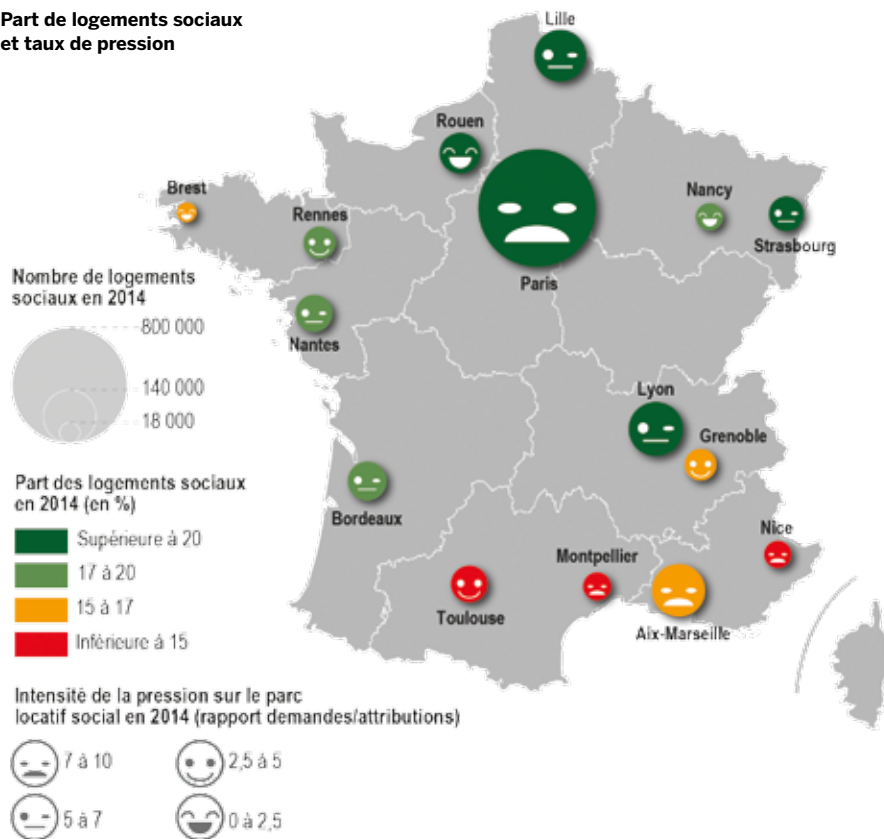 Part de logements sociaux
et taux de pression
Lille
Rouen
Brest
Rennes
Nancy
Strasbourg
Paris
Nantes
Nombre de logements
sociaux en 2014
800 000
140 000
18 000
Lyon
Grenoble
Bordeaux
Part des logements sociaux
en 2014 (en %)
Supérieure à 20
17 à 20
15 à 17
Inférieure à 15
Nice
Montpellier
Toulouse
Aix-Marseille
Intensité de la pression sur le parc
locatif social en 2014 (rapport demandes/attributions)
7 à 10
2,5 à 5
5 à 7
0 à 2,5